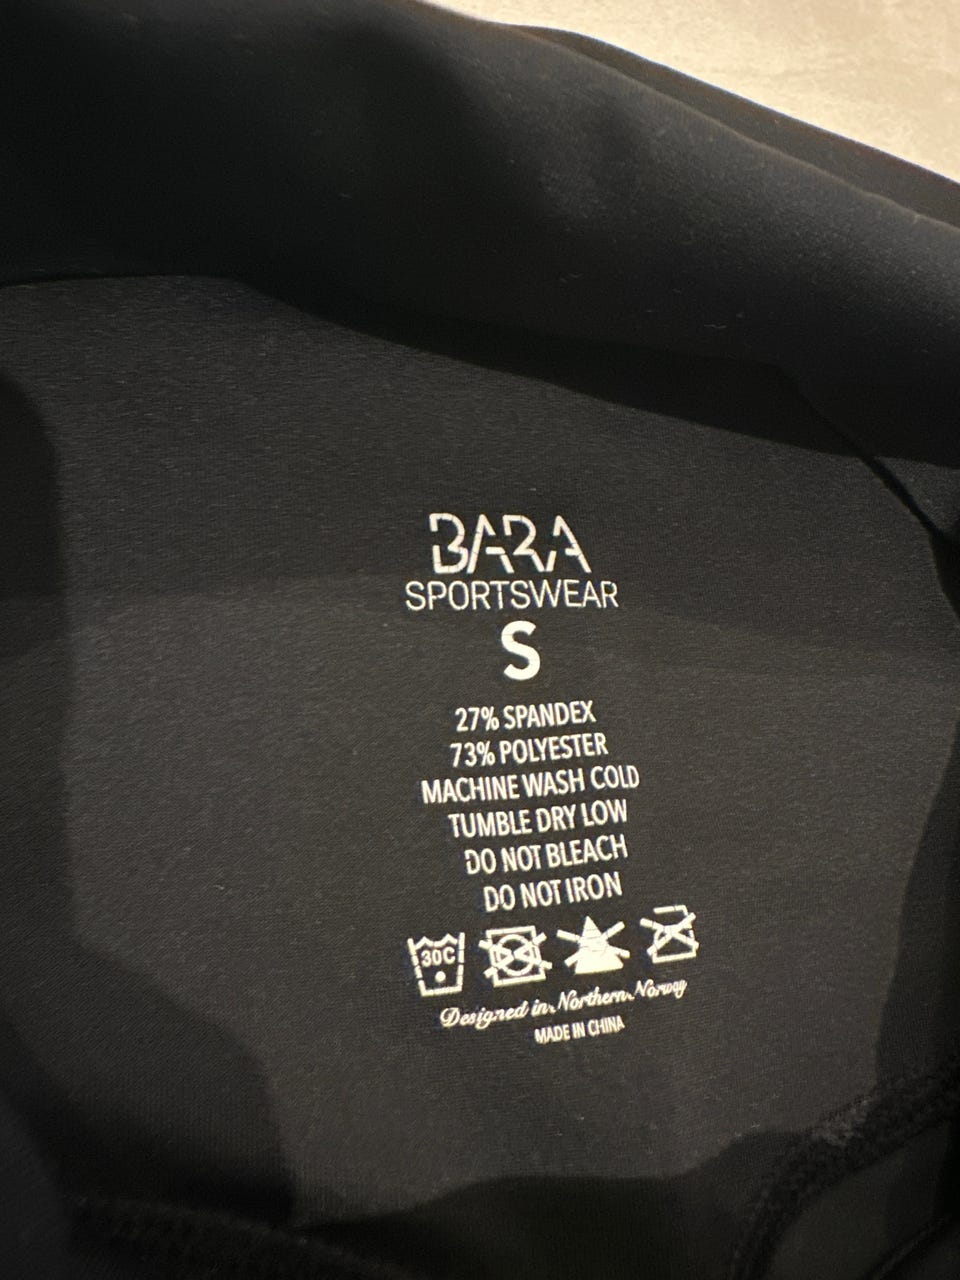 BARA
SPORTSWEAR
S
27% SPANDEX
73% POLYESTER
MACHINE WASH COLD
TUMBLE DRY LOW
DO NOT BLEACH
DO NOT IRON
30C
Designed in Northern Norway
MADE IN CHINA